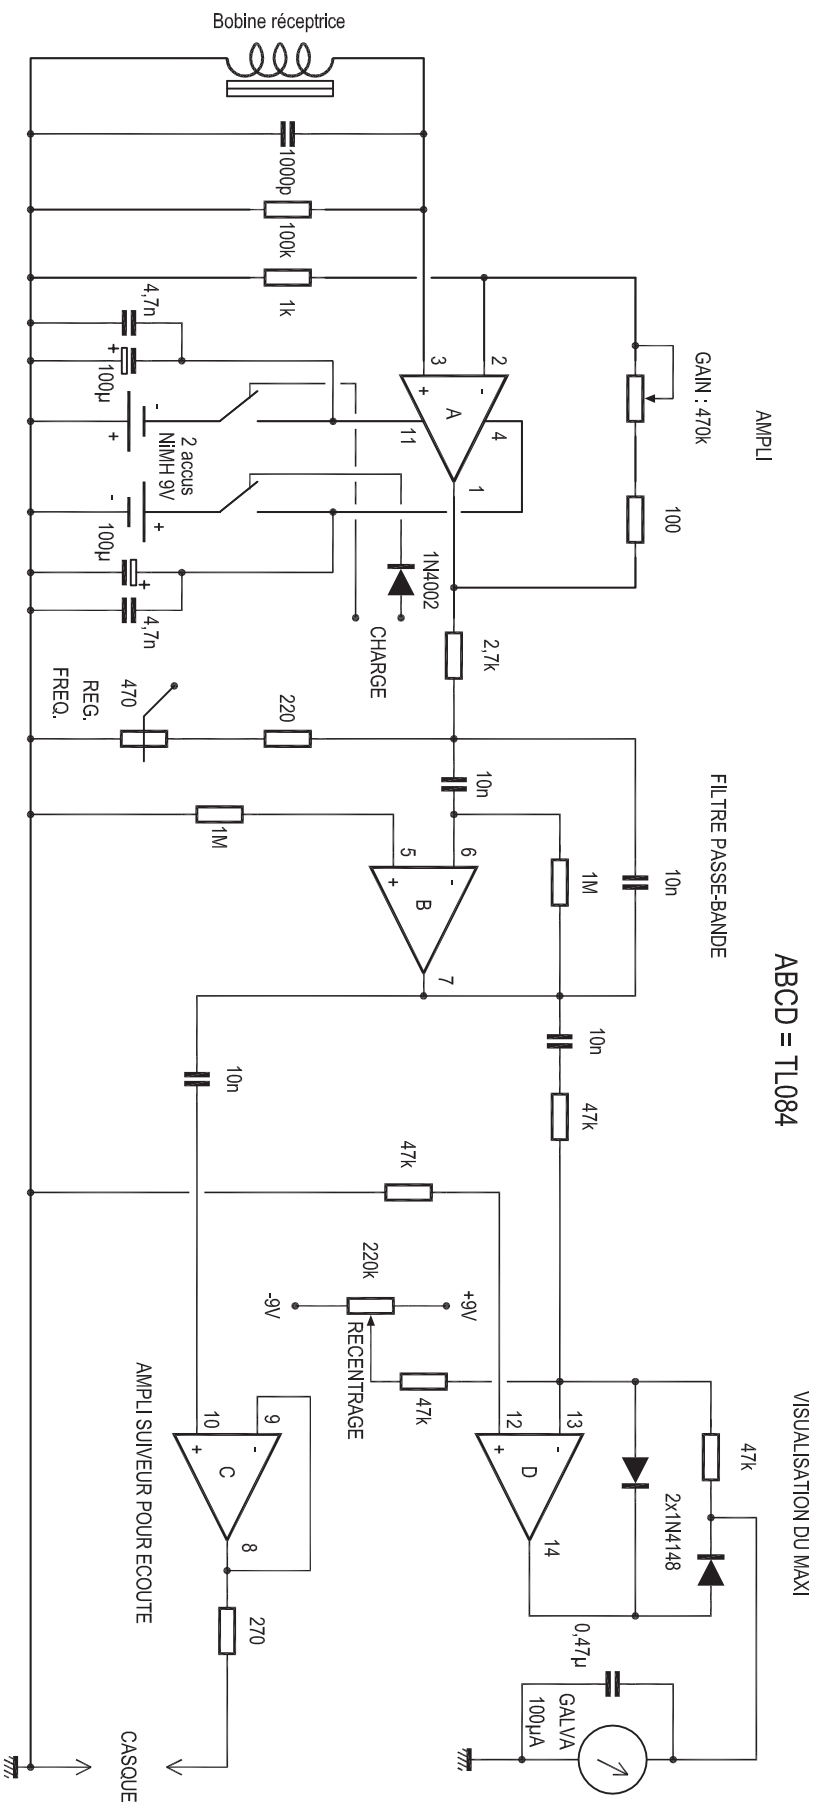 Bobine réceptrice
1000p
100k
1k
4,7n
+
100µ
-
+
2 accus
NiMH 9V
-
+
100µ
+
4,7n
3
2
+
-
A
11
4
1
GAIN : 470k
AMPLI
100
1N4002
CHARGE
2,7k
470
REG.
FREQ.
220
10n
1M
5
6
+
-
B
7
1M
10n
FILTRE PASSE-BANDE
ABCD = TL084
10n
47k
10n
47k
220k
-9V
+9V
RECENTRAGE
47k
12
13
+
-
D
14
47k
2x1N4148
VISUALISATION DU MAXI
10
9
+
-
C
8
AMPLI SUIVEUR POUR ECOUTE
270
0,47µ
GALVA
100µA
CASQUE